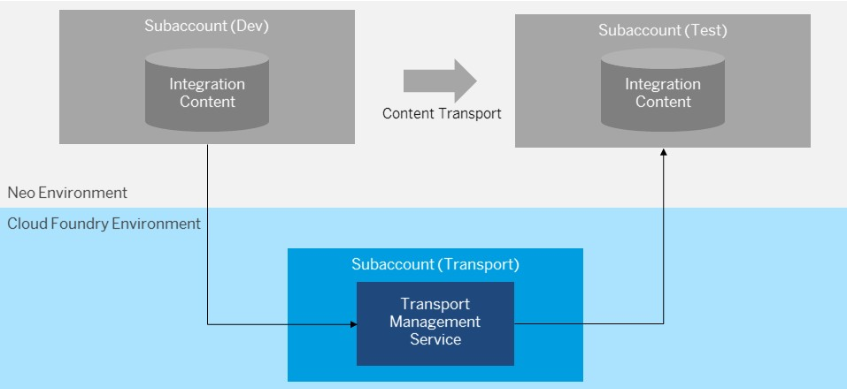 Subaccount (Dev)
Integration
Content
Content Transport
Subaccount (Test)
Integration
Content
Neo Environment
Cloud Foundry Environment
Subaccount (Transport)
Transport
Management
Service